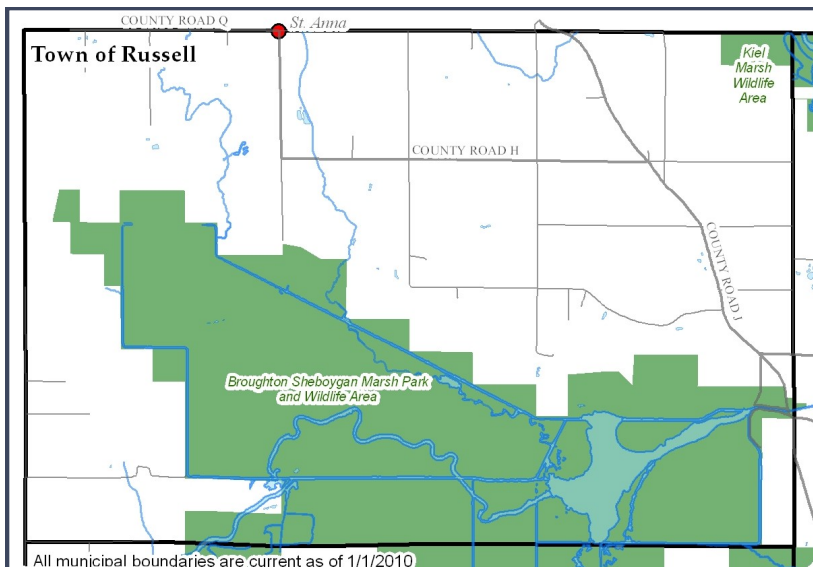 COUNTY ROAD Q
St. Anna
Town of Russell
Kiel
Marsh
Wildlife
Area
COUNTY ROAD H
COUNTY ROAD J
Broughton Sheboygan Marsh Park
and Wildlife Area
All municipal boundaries are current as of 1/1/2010